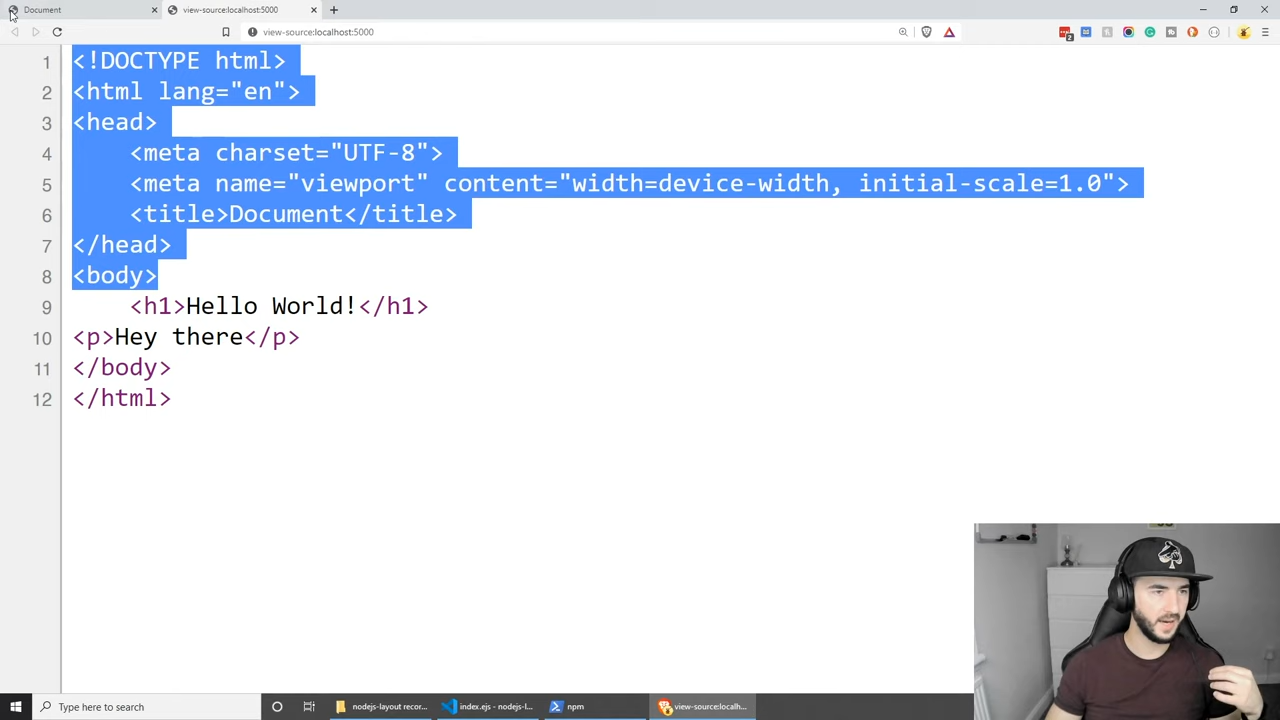 Document
view-source:localhost:5000
view-source:localhost:5000
1 <!DOCTYPE html>
2 <html lang="en">
3 <head>
4 <meta charset="UTF-8">
5 <meta name="viewport" content="width=device-width, initial-scale=1.0">
6 <title>Document</title>
7 </head>
8 <body>
9 <h1>Hello World!</h1>
10 <p>Hey there</p>
11 </body>
12 </html>
Type here to search
nodejs-layout recor...
index.ejs - nodejs-l...
npm
view-source:localh...